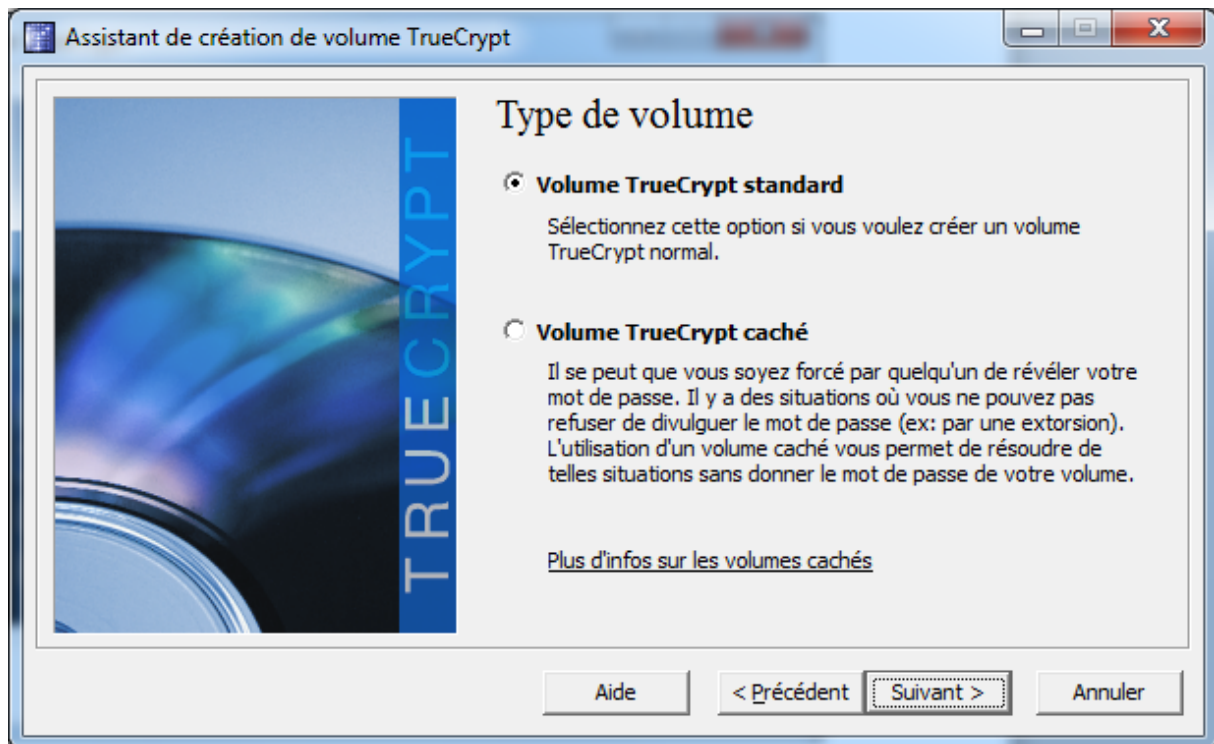 Assistant de création de volume TrueCrypt
TRUECRYPT
Type de volume
Volume TrueCrypt standard
Sélectionnez cette option si vous voulez créer un volume
TrueCrypt normal.
Volume TrueCrypt caché
Il se peut que vous soyez forcé par quelqu'un de révéler votre
mot de passe. Il y a des situations où vous ne pouvez pas
refuser de divulguer le mot de passe (ex: par une extorsion).
L'utilisation d'un volume caché vous permet de résoudre de
telles situations sans donner le mot de passe de votre volume.
Plus d'infos sur les volumes cachés
Aide
< Précédent
Suivant >
Annuler